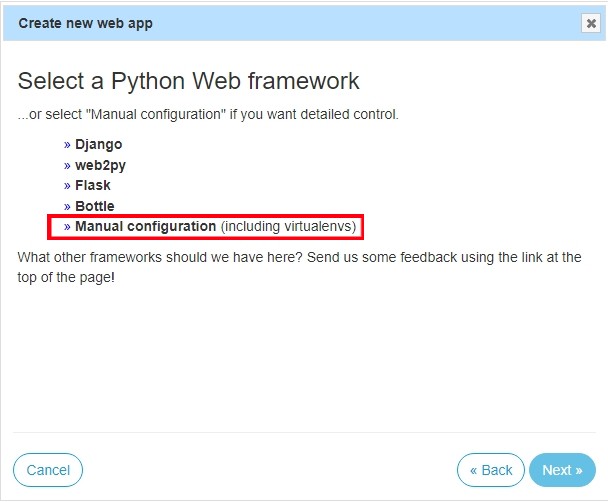 Create new web app
Select a Python Web framework
...or select "Manual configuration" if you want detailed control.
» Django
» web2py
» Flask
» Bottle
» Manual configuration (including virtualenvs)
What other frameworks should we have here? Send us some feedback using the link at the
top of the page!
Cancel
« Back
Next »